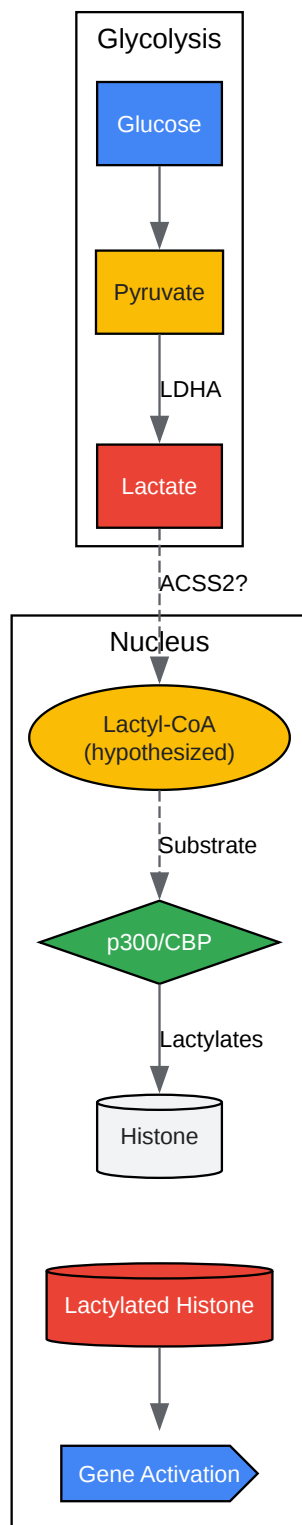 Glycolysis
Glucose
Pyruvate
LDHA
Lactate
ACSS2?
Nucleus
Lactyl-CoA
(hypothesized)
Substrate
p300/CBP
Lactylates
Histone
Lactylated Histone
Gene Activation